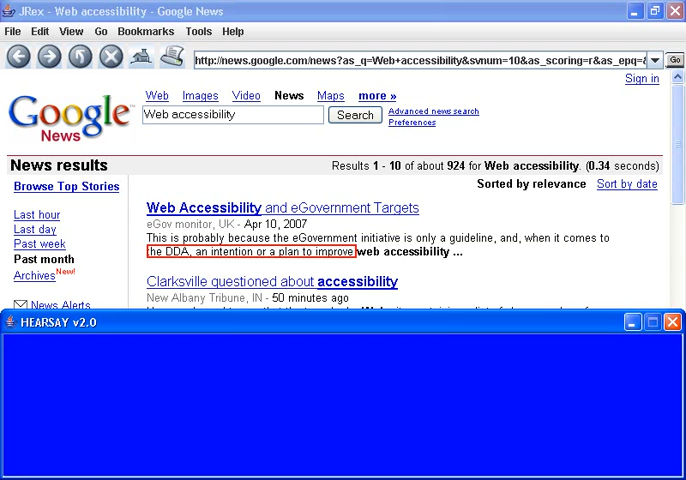 JRex - Web accessibility - Google News
File Edit View Go Bookmarks Tools Help
http://news.google.com/news?as_q=Web+accessibility&svnum=10&as_scoring=r&as_epq=& Go
Sign in
Google News
Web Images Video News Maps more »
Web accessibility Search Advanced news search
Preferences
News results Results 1 - 10 of about 924 for Web accessibility. (0.34 seconds)
Browse Top Stories Sorted by relevance Sort by date
Last hour
Last day
Past week
Past month
Archives New!
News Alerts
Web Accessibility and eGovernment Targets
eGov monitor, UK - Apr 10, 2007
This is probably because the eGovernment initiative is only a guideline, and, when it comes to
the DDA, an intention or a plan to improve web accessibility ...
Clarksville questioned about accessibility
New Albany Tribune, IN - 50 minutes ago
HEARSAY v2.0